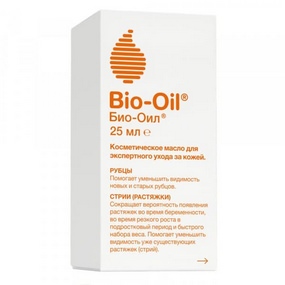 Bio-Oil®
Био-Оил®
25 мл ℮
Косметическое масло для
экспертного ухода за кожей.
РУБЦЫ
Помогает уменьшить видимость
новых и старых рубцов.
СТРИИ (РАСТЯЖКИ)
Сокращает вероятность появления
растяжек во время беременности,
во время резкого роста в
подростковый период и быстрого
набора веса. Помогает уменьшить
видимость уже существующих
растяжек (стрий).